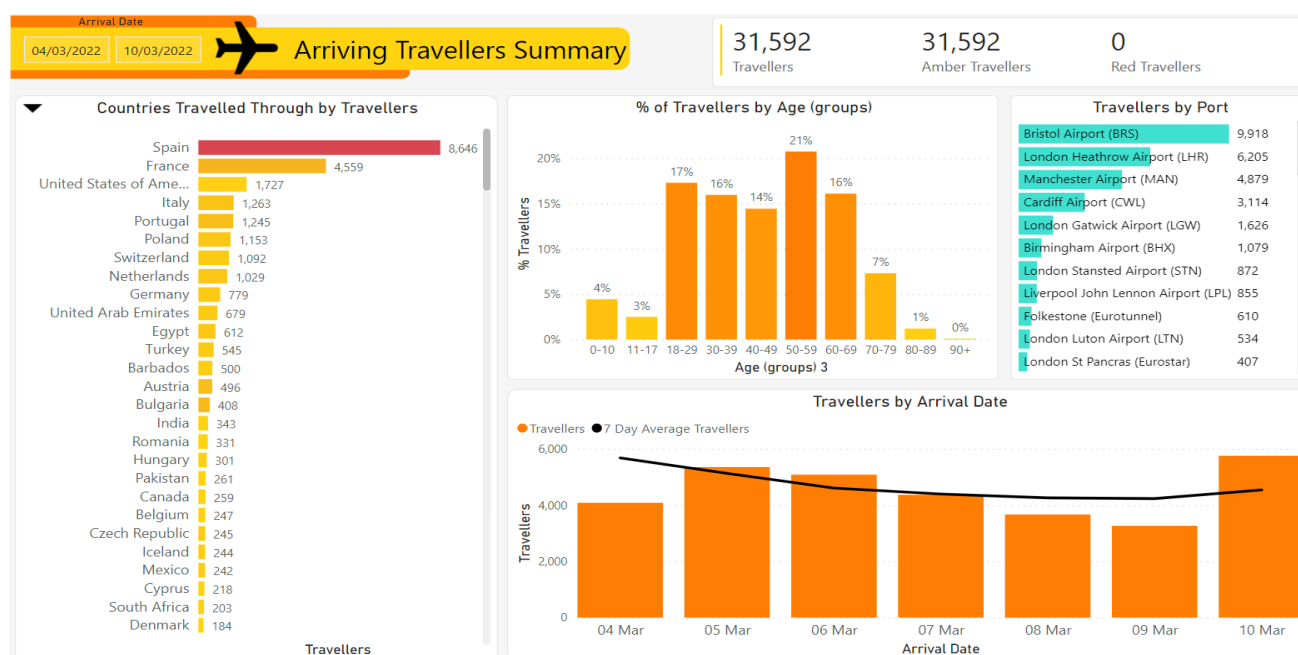 Arrival Date
04/03/2022 10/03/2022
Arriving Travellers Summary
31,592 31,592 0
Travellers Amber Travellers Red Travellers
Countries Travelled Through by Travellers
Spain 8,646
France 4,559
United States of Ame... 1,727
Italy 1,263
Portugal 1,245
Poland 1,153
Switzerland 1,092
Netherlands 1,029
Germany 779
United Arab Emirates 679
Egypt 612
Turkey 545
Barbados 500
Austria 496
Bulgaria 408
India 343
Romania 331
Hungary 301
Pakistan 261
Canada 259
Belgium 247
Czech Republic 245
Iceland 244
Mexico 242
Cyprus 218
South Africa 203
Denmark 184
Travellers
% of Travellers by Age (groups)
% Travellers
20%
15%
10%
5%
0%
4% 3% 17% 16% 14% 21% 16% 7% 1% 0%
0-10 11-17 18-29 30-39 40-49 50-59 60-69 70-79 80-89 90+
Age (groups) 3
Travellers by Port
Bristol Airport (BRS) 9,918
London Heathrow Airport (LHR) 6,205
Manchester Airport (MAN) 4,879
Cardiff Airport (CWL) 3,114
London Gatwick Airport (LGW) 1,626
Birmingham Airport (BHX) 1,079
London Stansted Airport (STN) 872
Liverpool John Lennon Airport (LPL) 855
Folkestone (Eurotunnel) 610
London Luton Airport (LTN) 534
London St Pancras (Eurostar) 407
Travellers by Arrival Date
Travellers 7 Day Average Travellers
Travellers
6,000
4,000
2,000
0
04 Mar 05 Mar 06 Mar 07 Mar 08 Mar 09 Mar 10 Mar
Arrival Date